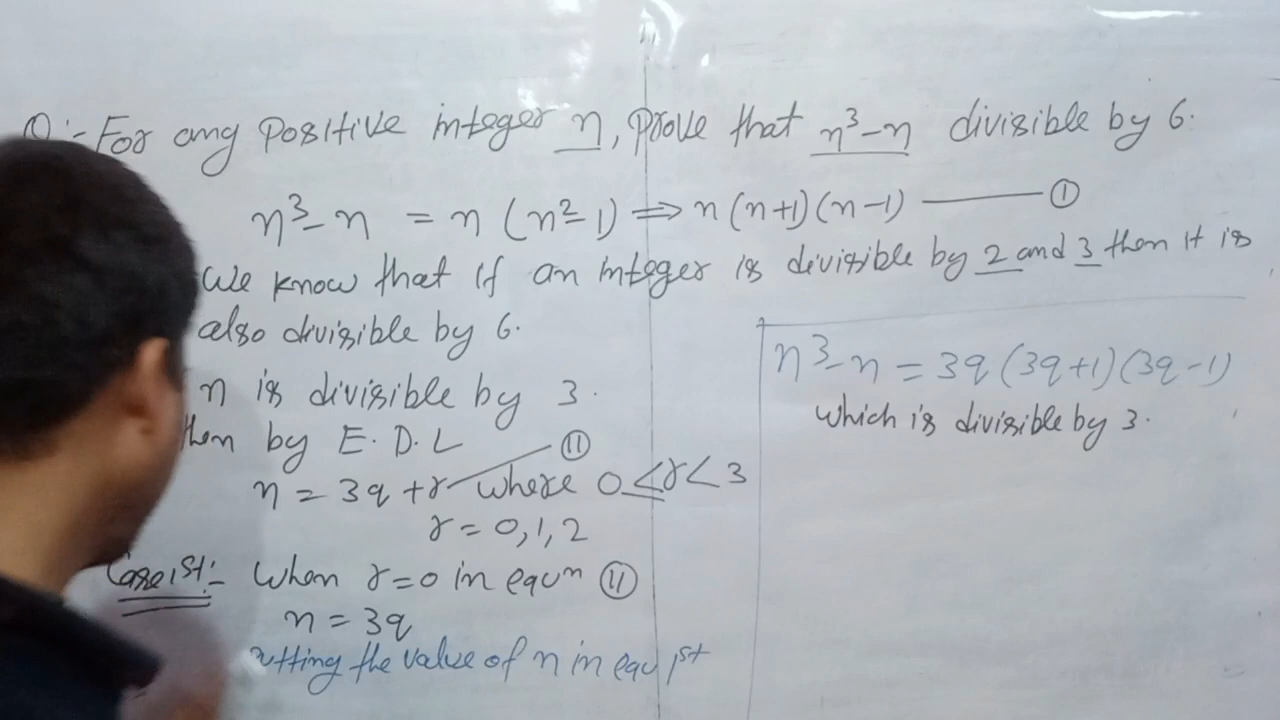 Q:- For any positive integer n, prove that n³-n divisible by 6.
n³-n = n (n²-1) ⟹ n (n+1)(n-1) —— ①
We know that if an integer is divisible by 2 and 3 then it is
also divisible by 6.
n is divisible by 3.
then by E.D.L
n = 3q + r —— ⑪ where 0 ≤ r < 3
r = 0, 1, 2
Case 1st:- When r=0 in equⁿ ⑪
n = 3q
utting the value of n in equ 1st
n³-n = 3q (3q+1)(3q-1)
which is divisible by 3.